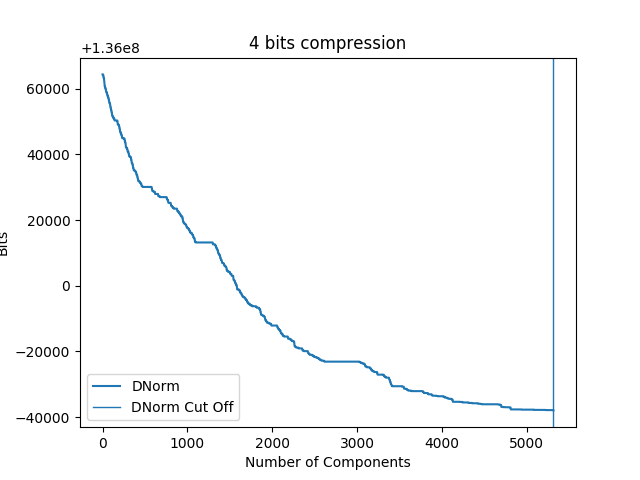 4 bits compression
+1.36e8
60000
40000
20000
0
−20000
−40000
Bits
0 1000 2000 3000 4000 5000
Number of Components
DNorm
DNorm Cut Off